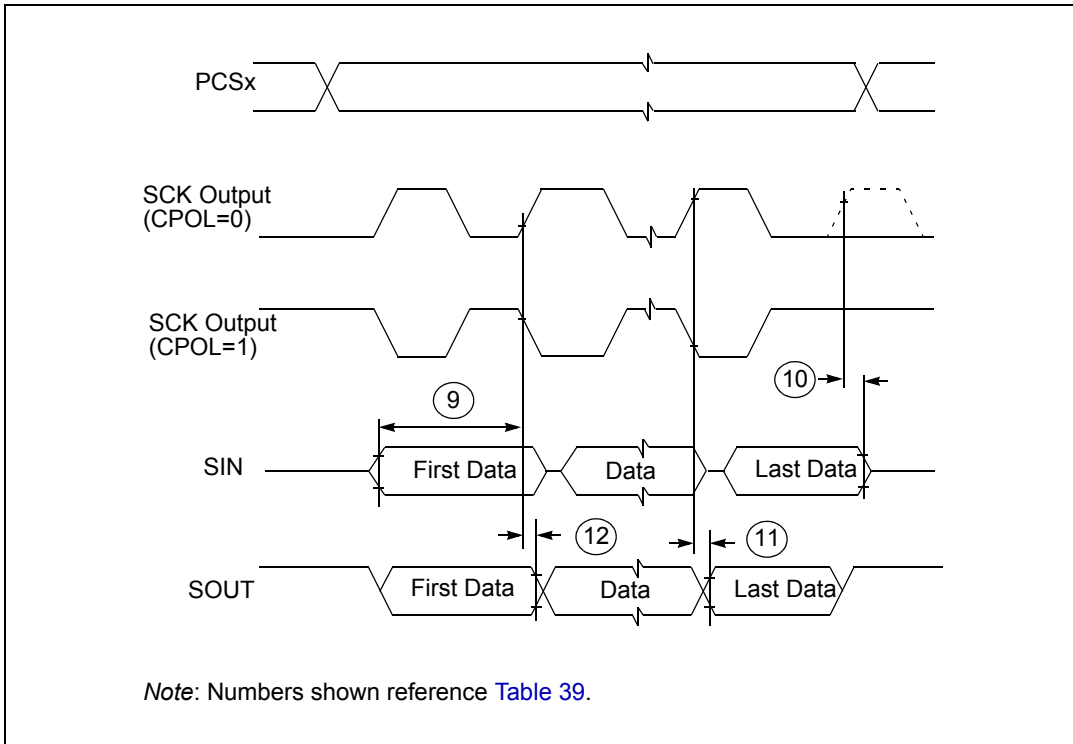 PCSx
SCK Output
(CPOL=0)
SCK Output
(CPOL=1)
10
9
SIN
First Data
Data
Last Data
12
11
SOUT
First Data
Data
Last Data
Note: Numbers shown reference Table 39.